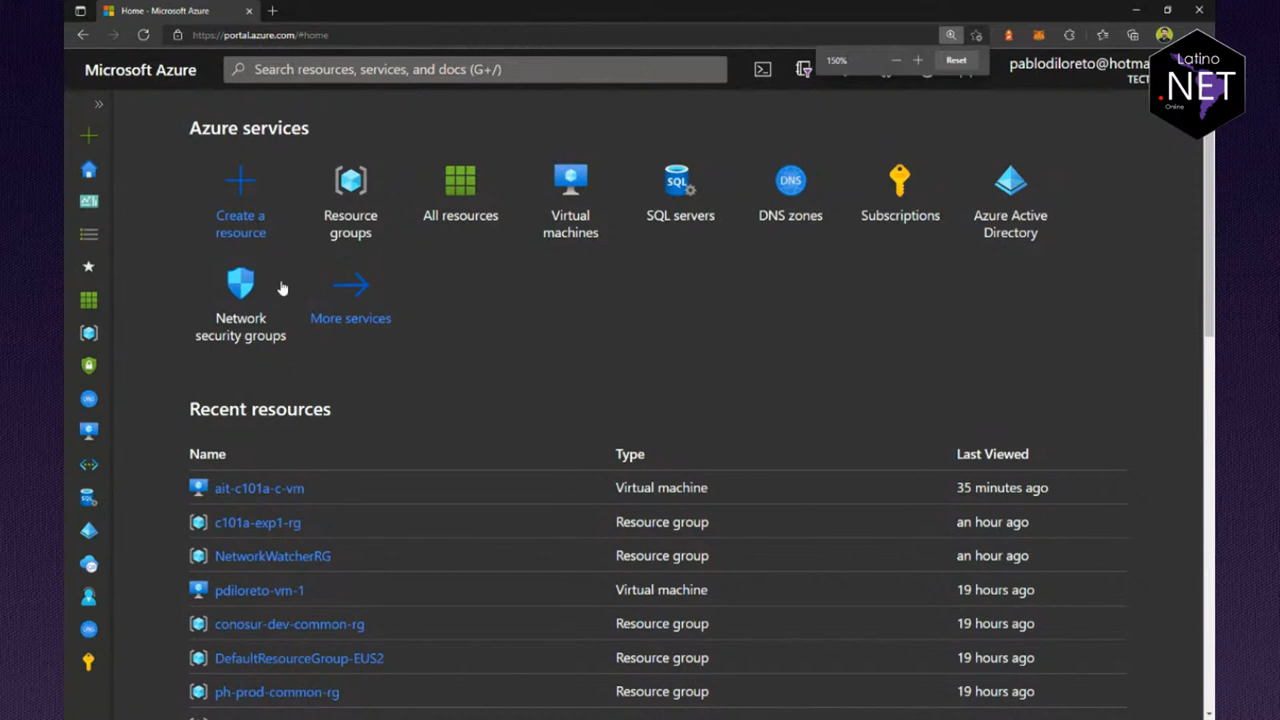 Home - Microsoft Azure
https://portal.azure.com/#home
Microsoft Azure
Search resources, services, and docs (G+/)
150%
Reset
pablodiloreto@hotma
Latino
.NET
Online
Azure services
Create a
resource
Resource
groups
All resources
Virtual
machines
SQL servers
DNS zones
Subscriptions
Azure Active
Directory
Network
security groups
More services
Recent resources
Name Type Last Viewed
ait-c101a-c-vm Virtual machine 35 minutes ago
c101a-exp1-rg Resource group an hour ago
NetworkWatcherRG Resource group an hour ago
pdiloreto-vm-1 Virtual machine 19 hours ago
conosur-dev-common-rg Resource group 19 hours ago
DefaultResourceGroup-EUS2 Resource group 19 hours ago
ph-prod-common-rg Resource group 19 hours ago